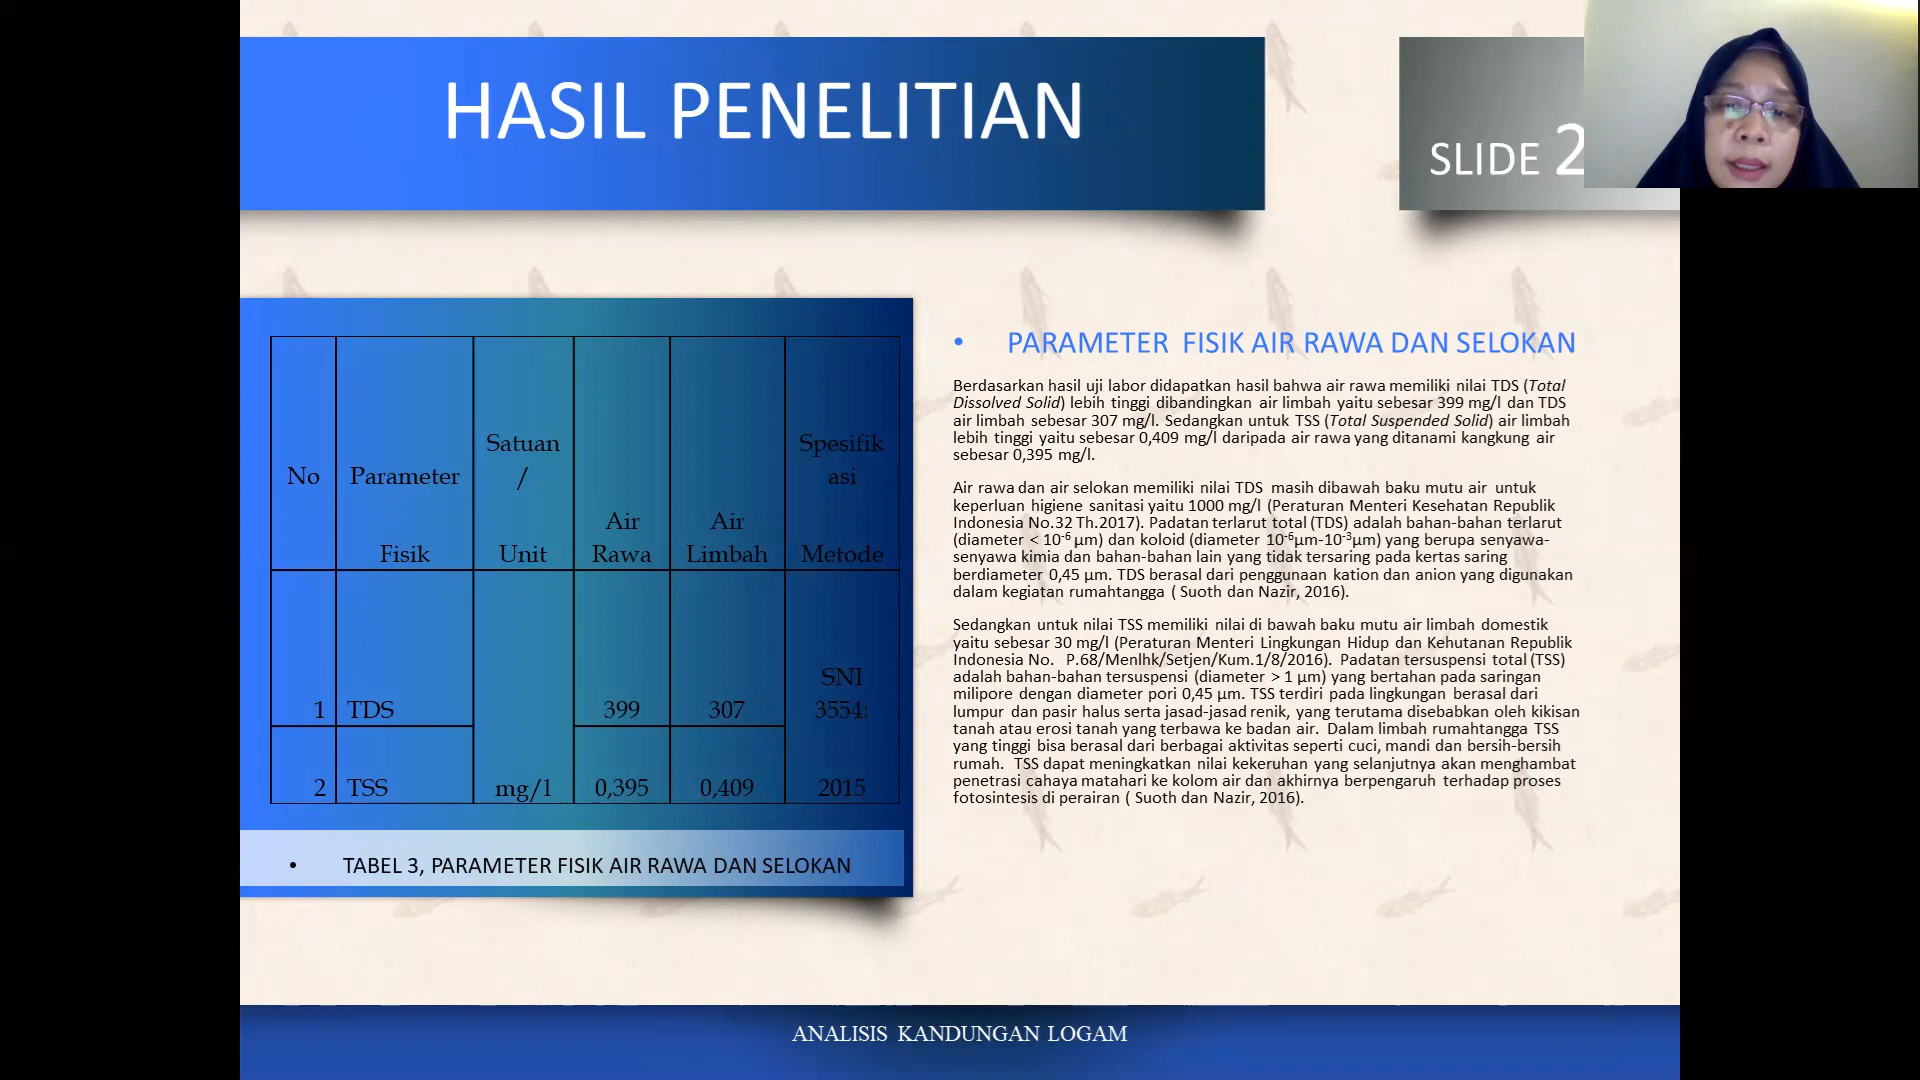 HASIL PENELITIAN
SLIDE 2
No
Parameter
Fisik
Satuan
/
Unit
Air
Rawa
Air
Limbah
Spesifik
asi
Metode
1
TDS
399
307
SNI
3554:
2
TSS
mg/l
0,395
0,409
2015
• TABEL 3, PARAMETER FISIK AIR RAWA DAN SELOKAN
• PARAMETER FISIK AIR RAWA DAN SELOKAN
Berdasarkan hasil uji labor didapatkan hasil bahwa air rawa memiliki nilai TDS (Total
Dissolved Solid) lebih tinggi dibandingkan air limbah yaitu sebesar 399 mg/l dan TDS
air limbah sebesar 307 mg/l. Sedangkan untuk TSS (Total Suspended Solid) air limbah
lebih tinggi yaitu sebesar 0,409 mg/l daripada air rawa yang ditanami kangkung air
sebesar 0,395 mg/l.
Air rawa dan air selokan memiliki nilai TDS masih dibawah baku mutu air untuk
keperluan higiene sanitasi yaitu 1000 mg/l (Peraturan Menteri Kesehatan Republik
Indonesia No.32 Th.2017). Padatan terlarut total (TDS) adalah bahan-bahan terlarut
(diameter < 10⁻⁶ µm) dan koloid (diameter 10⁻⁶µm-10⁻³µm) yang berupa senyawa-
senyawa kimia dan bahan-bahan lain yang tidak tersaring pada kertas saring
berdiameter 0,45 µm. TDS berasal dari penggunaan kation dan anion yang digunakan
dalam kegiatan rumahtangga ( Suoth dan Nazir, 2016).
Sedangkan untuk nilai TSS memiliki nilai di bawah baku mutu air limbah domestik
yaitu sebesar 30 mg/l (Peraturan Menteri Lingkungan Hidup dan Kehutanan Republik
Indonesia No. P.68/Menlhk/Setjen/Kum.1/8/2016). Padatan tersuspensi total (TSS)
adalah bahan-bahan tersuspensi (diameter > 1 µm) yang bertahan pada saringan
milipore dengan diameter pori 0,45 µm. TSS terdiri pada lingkungan berasal dari
lumpur dan pasir halus serta jasad-jasad renik, yang terutama disebabkan oleh kikisan
tanah atau erosi tanah yang terbawa ke badan air. Dalam limbah rumahtangga TSS
yang tinggi bisa berasal dari berbagai aktivitas seperti cuci, mandi dan bersih-bersih
rumah. TSS dapat meningkatkan nilai kekeruhan yang selanjutnya akan menghambat
penetrasi cahaya matahari ke kolom air dan akhirnya berpengaruh terhadap proses
fotosintesis di perairan ( Suoth dan Nazir, 2016).
ANALISIS KANDUNGAN LOGAM